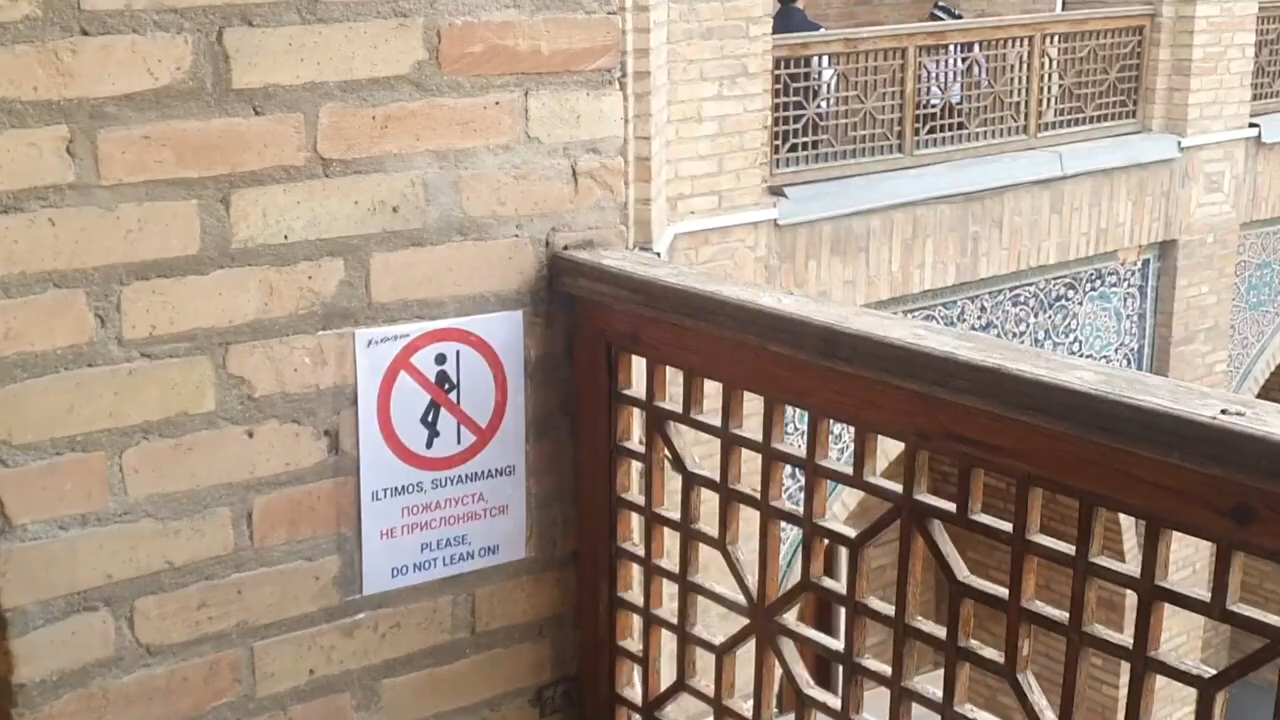 ILTIMOS, SUYANMANG!
ПОЖАЛУСТА,
НЕ ПРИСЛОНЯЬТСЯ!
PLEASE,
DO NOT LEAN ON!